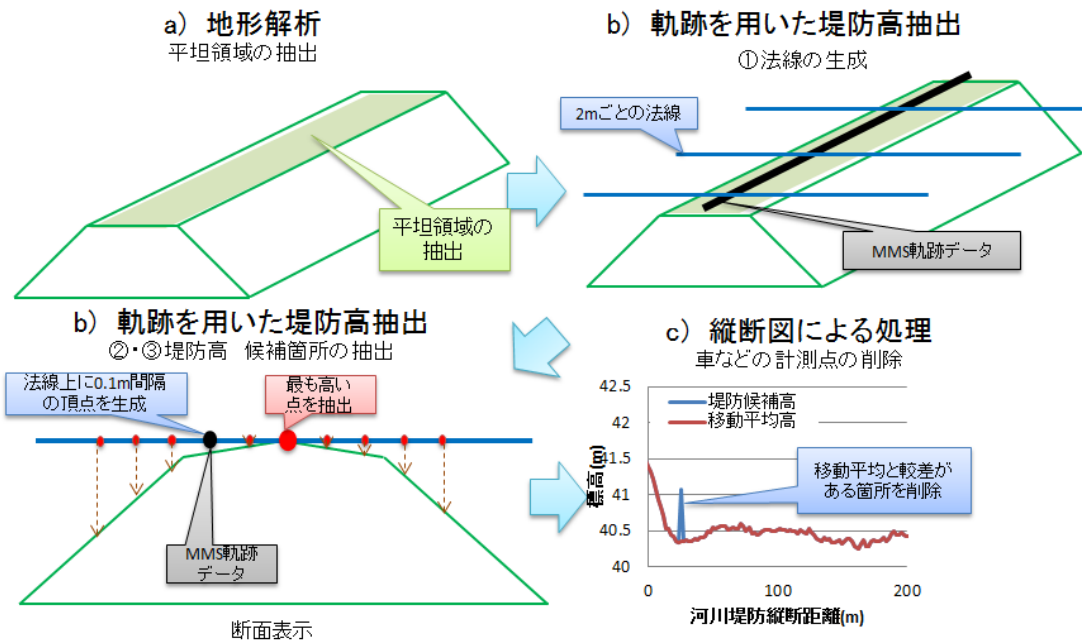 a) 地形解析
平坦領域の抽出
平坦領域の
抽出
b) 軌跡を用いた堤防高抽出
①法線の生成
2mごとの法線
MMS軌跡データ
b) 軌跡を用いた堤防高抽出
②・③堤防高 候補箇所の抽出
法線上に0.1m間隔
の頂点を生成
最も高い
点を抽出
MMS軌跡
データ
断面表示
c) 縦断図による処理
車などの計測点の削除
42.5
42
41.5
41
40.5
40
標高(m)
堤防候補高
移動平均高
移動平均と較差が
ある箇所を削除
0
100
200
河川堤防縦断距離(m)